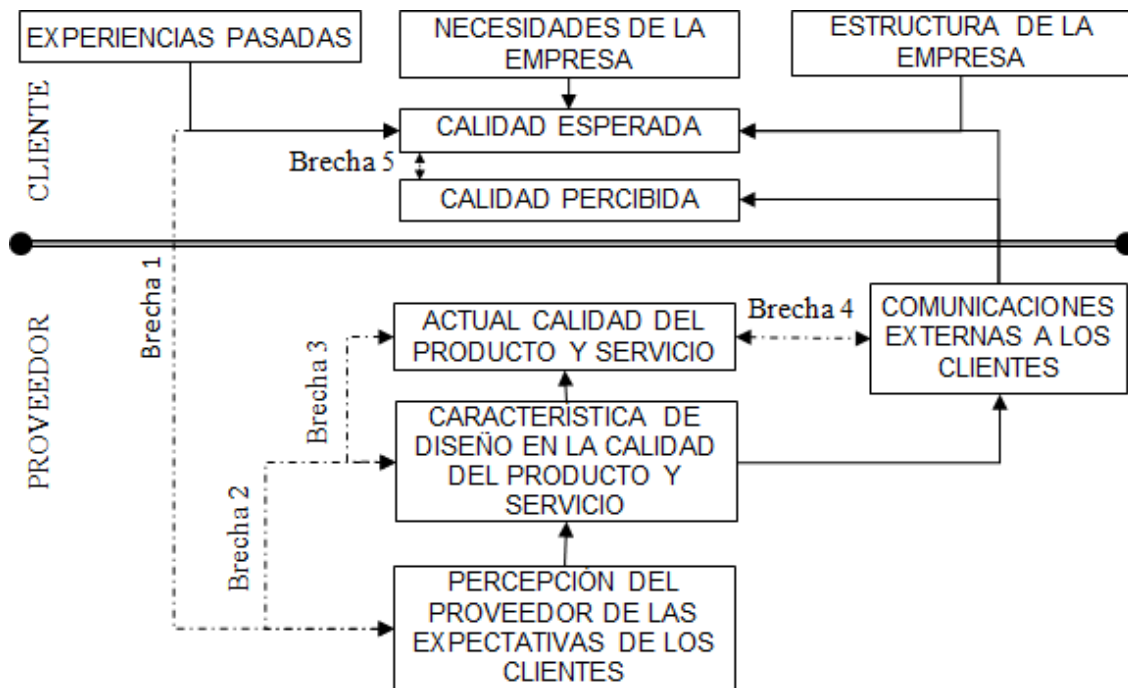 EXPERIENCIAS PASADAS
NECESIDADES DE LA
EMPRESA
ESTRUCTURA DE LA
EMPRESA
CLIENTE
CALIDAD ESPERADA
Brecha 5
CALIDAD PERCIBIDA
PROVEEDOR
Brecha 1
Brecha 2
Brecha 3
ACTUAL CALIDAD DEL
PRODUCTO Y SERVICIO
Brecha 4
COMUNICACIONES
EXTERNAS A LOS
CLIENTES
CARACTERISTICA DE
DISEÑO EN LA CALIDAD
DEL PRODUCTO Y
SERVICIO
PERCEPCIÓN DEL
PROVEEDOR DE LAS
EXPECTATIVAS DE LOS
CLIENTES